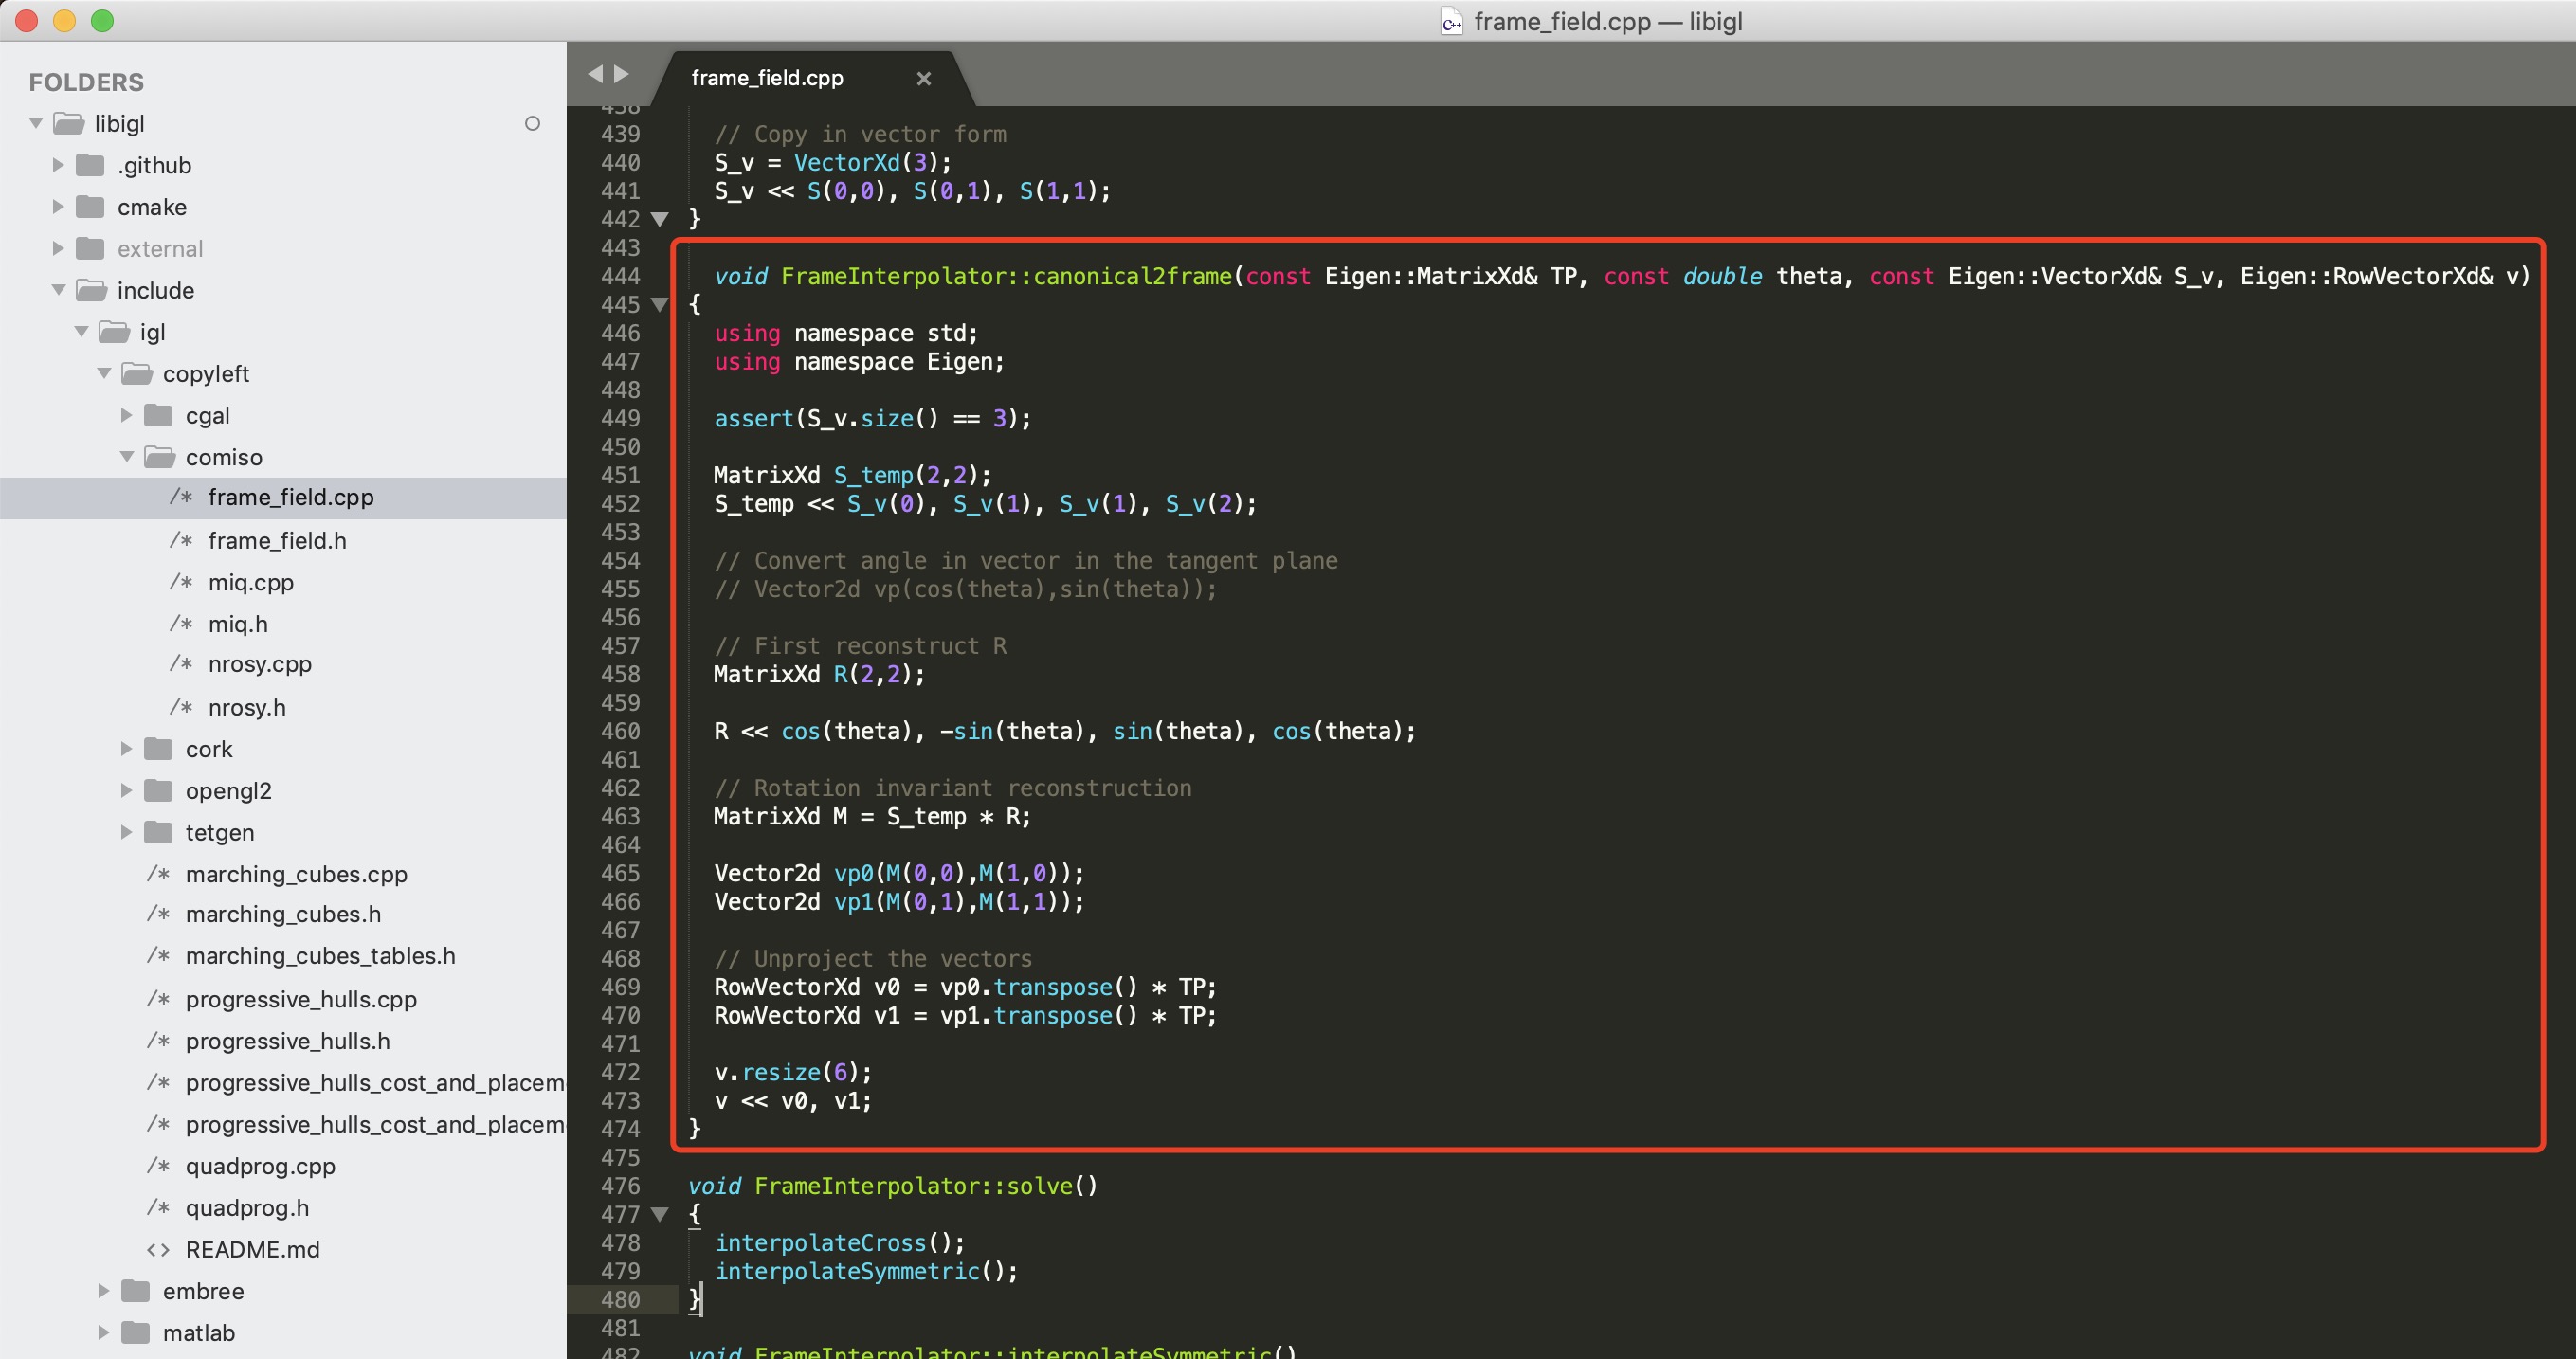 frame_field.cpp — libigl
FOLDERS
libigl
.github
cmake
external
include
igl
copyleft
cgal
comiso
/* frame_field.cpp
/* frame_field.h
/* miq.cpp
/* miq.h
/* nrosy.cpp
/* nrosy.h
cork
opengl2
tetgen
/* marching_cubes.cpp
/* marching_cubes.h
/* marching_cubes_tables.h
/* progressive_hulls.cpp
/* progressive_hulls.h
/* progressive_hulls_cost_and_placem
/* progressive_hulls_cost_and_placem
/* quadprog.cpp
/* quadprog.h
<> README.md
embree
matlab
frame_field.cpp ×
438
439 // Copy in vector form
440 S_v = VectorXd(3);
441 S_v << S(0,0), S(0,1), S(1,1);
442 }
443
444 void FrameInterpolator::canonical2frame(const Eigen::MatrixXd& TP, const double theta, const Eigen::VectorXd& S_v, Eigen::RowVectorXd& v)
445 {
446 using namespace std;
447 using namespace Eigen;
448
449 assert(S_v.size() == 3);
450
451 MatrixXd S_temp(2,2);
452 S_temp << S_v(0), S_v(1), S_v(1), S_v(2);
453
454 // Convert angle in vector in the tangent plane
455 // Vector2d vp(cos(theta),sin(theta));
456
457 // First reconstruct R
458 MatrixXd R(2,2);
459
460 R << cos(theta), -sin(theta), sin(theta), cos(theta);
461
462 // Rotation invariant reconstruction
463 MatrixXd M = S_temp * R;
464
465 Vector2d vp0(M(0,0),M(1,0));
466 Vector2d vp1(M(0,1),M(1,1));
467
468 // Unproject the vectors
469 RowVectorXd v0 = vp0.transpose() * TP;
470 RowVectorXd v1 = vp1.transpose() * TP;
471
472 v.resize(6);
473 v << v0, v1;
474 }
475
476 void FrameInterpolator::solve()
477 {
478 interpolateCross();
479 interpolateSymmetric();
480 }
481
482 void FrameInterpolator::interpolateSymmetric()